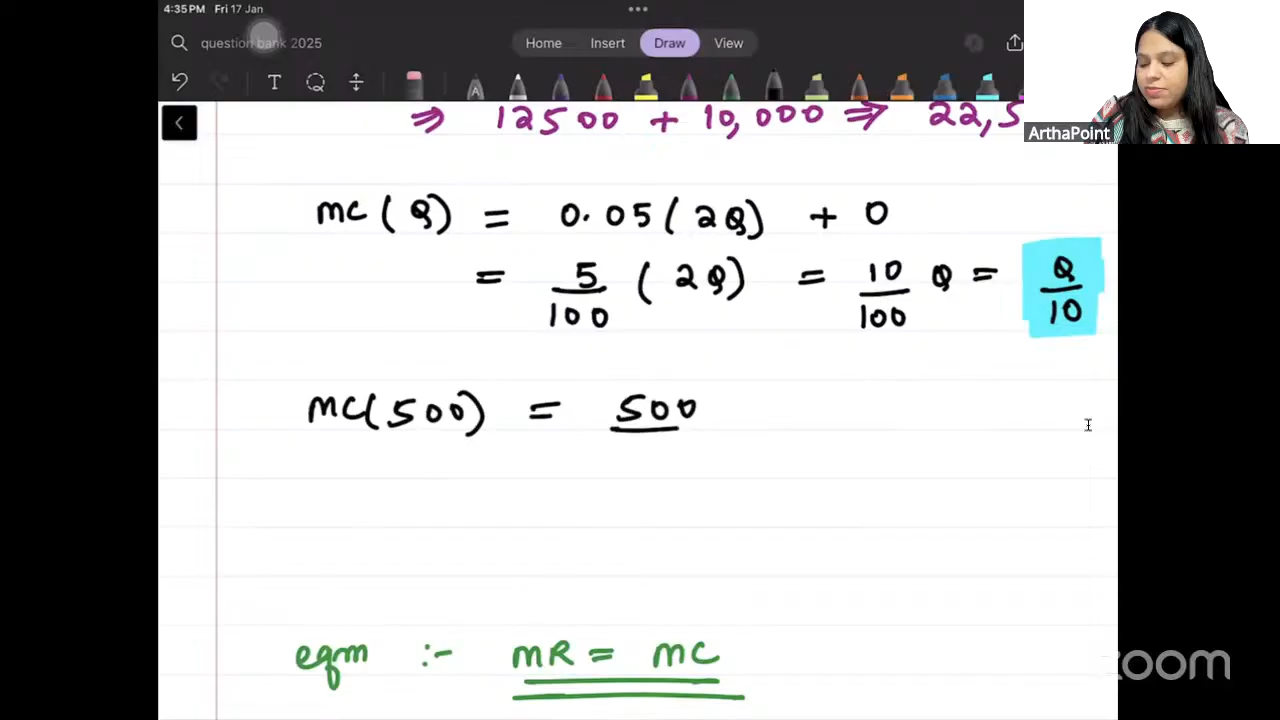 4:35 PM Fri 17 Jan
question bank 2025
Home Insert Draw View
T A
⇒ 12500 + 10,000 ⇒ 22,5
ArthaPoint
MC(Q) = 0.05(2Q) + 0
= 5/100 (2Q) = 10/100 Q = Q/10
MC(500) = 500
eqm :- MR = MC
zoom